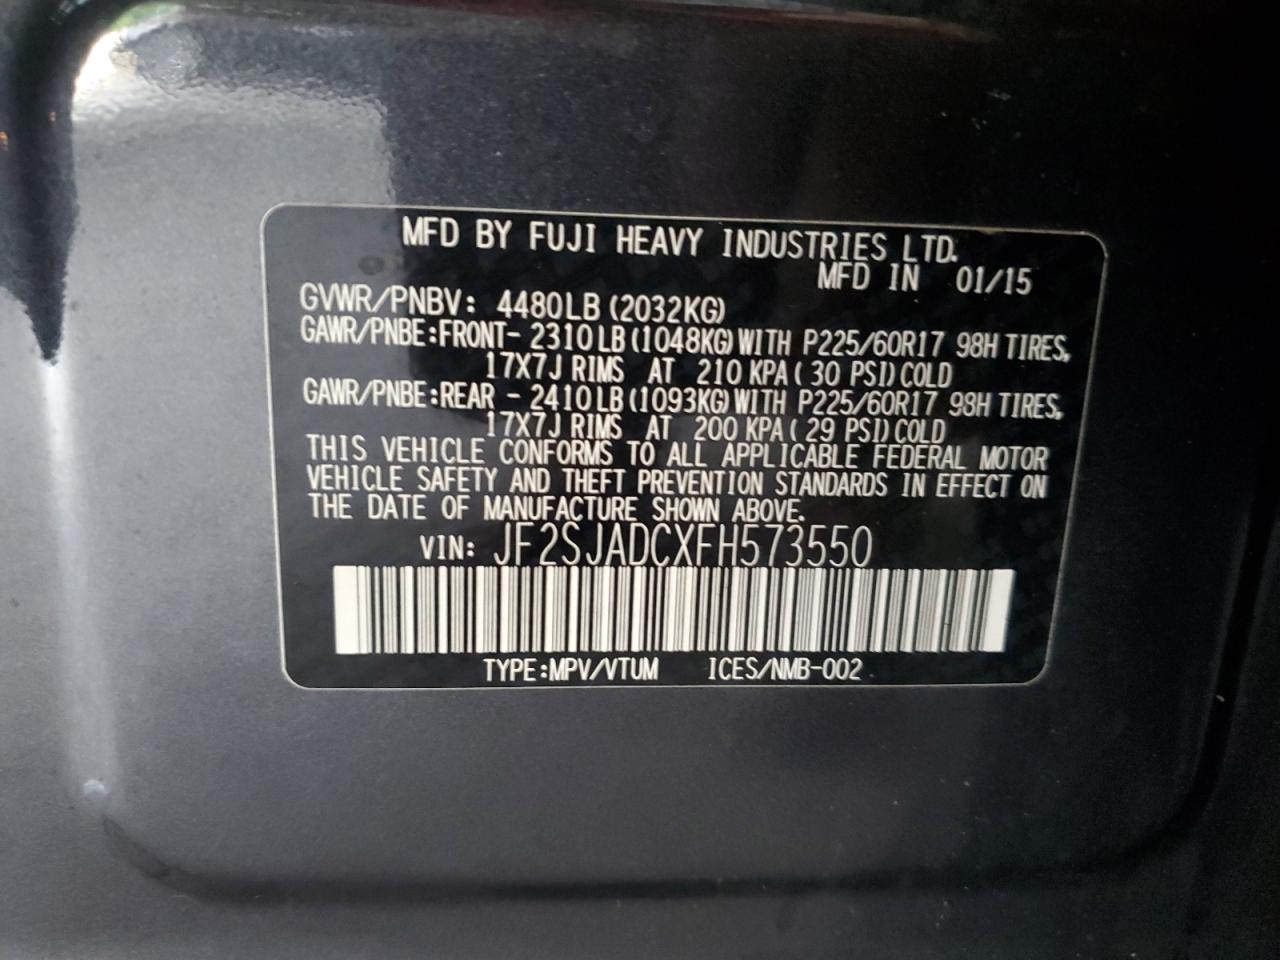 MFD BY FUJI HEAVY INDUSTRIES LTD.
MFD IN 01/15
GVWR/PNBV: 4480LB (2032KG)
GAWR/PNBE:FRONT- 2310LB (1048KG) WITH P225/60R17 98H TIRES,
17X7J RIMS AT 210 KPA ( 30 PSI) COLD
GAWR/PNBE:REAR - 2410LB (1093KG) WITH P225/60R17 98H TIRES,
17X7J RIMS AT 200 KPA ( 29 PSI) COLD
THIS VEHICLE CONFORMS TO ALL APPLICABLE FEDERAL MOTOR
VEHICLE SAFETY AND THEFT PREVENTION STANDARDS IN EFFECT ON
THE DATE OF MANUFACTURE SHOWN ABOVE.
VIN: JF2SJADCXFH573550
TYPE:MPV/VTUM ICES/NMB-002